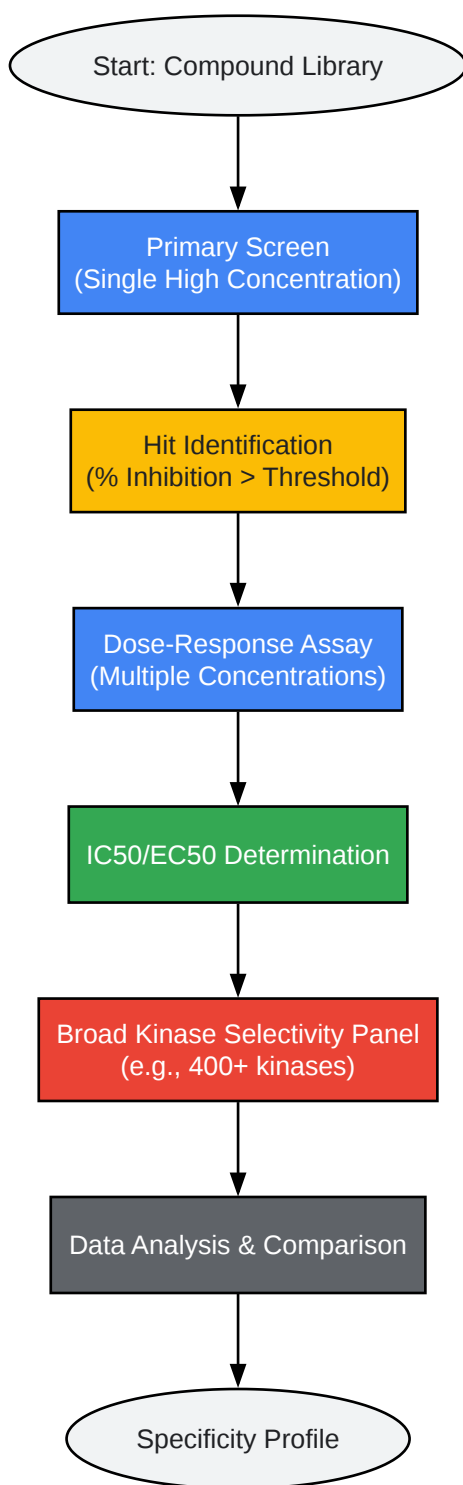 Start: Compound Library
Primary Screen
(Single High Concentration)
Hit Identification
(% Inhibition > Threshold)
Dose-Response Assay
(Multiple Concentrations)
IC50/EC50 Determination
Broad Kinase Selectivity Panel
(e.g., 400+ kinases)
Data Analysis & Comparison
Specificity Profile